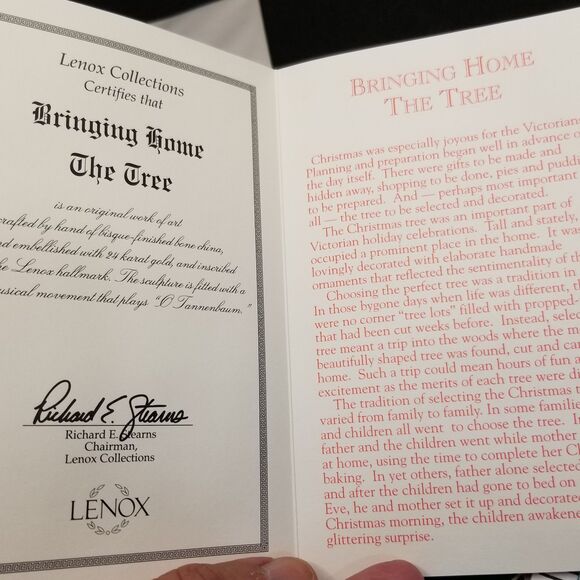 Lenox Collections
Certifies that
Bringing Home
The Tree
is an original work of art
crafted by hand of bisque-finished bone china,
and embellished with 24 karat gold, and inscribed
the Lenox hallmark. The sculpture is fitted with a
musical movement that plays "O Tannenbaum."
Richard E. Stearns
Richard E. Stearns
Chairman,
Lenox Collections
LENOX
BRINGING HOME
THE TREE
Christmas was especially joyous for the Victorians.
Planning and preparation began well in advance of
the day itself. There were gifts to be made and
hidden away, shopping to be done, pies and pudd
to be prepared. And — perhaps most important
all — the tree to be selected and decorated.
The Christmas tree was an important part of
Victorian holiday celebrations. Tall and stately,
occupied a prominent place in the home. It was
lovingly decorated with elaborate handmade
ornaments that reflected the sentimentality of th
Choosing the perfect tree was a tradition in
In those bygone days when life was different, th
were no corner "tree lots" filled with propped
that had been cut weeks before. Instead, selec
tree meant a trip into the woods where the m
beautifully shaped tree was found, cut and car
home. Such a trip could mean hours of fun a
excitement as the merits of each tree were di
The tradition of selecting the Christmas t
varied from family to family. In some familie
and children all went to choose the tree. I
father and the children went while mother
at home, using the time to complete her C
baking. In yet others, father alone selected
and after the children had gone to bed on
Eve, he and mother set it up and decorate
Christmas morning, the children awakene
glittering surprise.